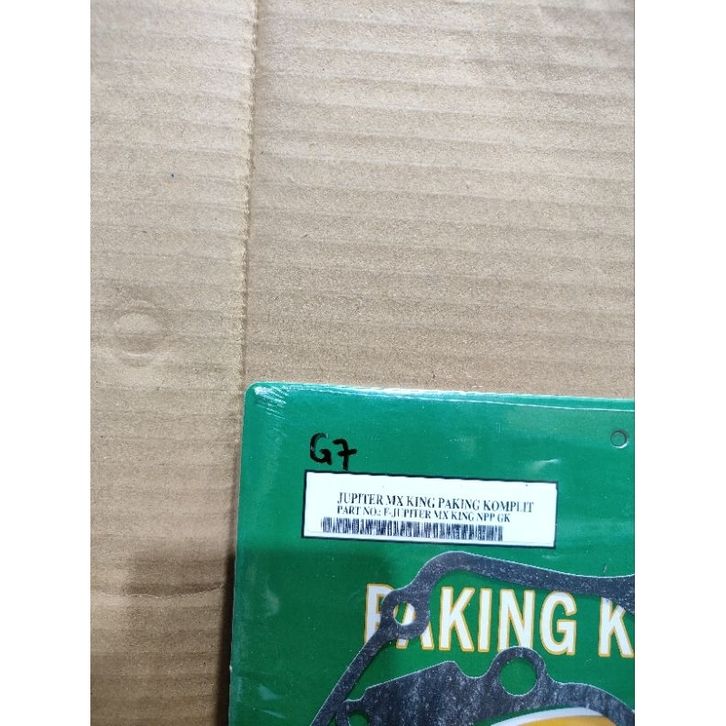 G7
JUPITER MX KING PAKING KOMPLIT
PART NO.: F-JUPITER MX KING NPP GK
PAKING K